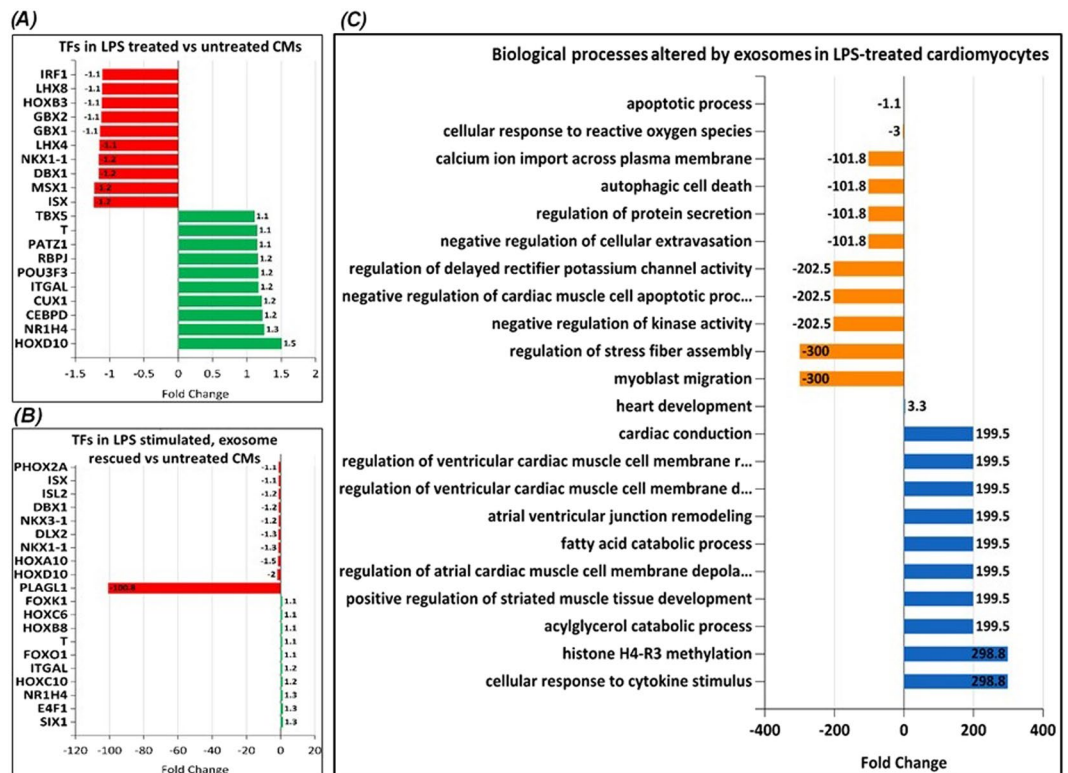 (A)
TFs in LPS treated vs untreated CMs
IRF1 -1.1
LHX8 -1.1
HOXB3 -1.1
GBX2 -1.1
GBX1 -1.1
LHX4 -1.1
NKX1-1 -1.2
DBX1 -1.2
MSX1 -1.2
ISX -1.2
TBX5 1.1
T 1.1
PATZ1 1.1
RBPJ 1.2
POU3F3 1.2
ITGAL 1.2
CUX1 1.2
CEBPD 1.2
NR1H4 1.3
HOXD10 1.5
-1.5 -1 -0.5 0 0.5 1 1.5 2
Fold Change
(B)
TFs in LPS stimulated, exosome
rescued vs untreated CMs
PHOX2A -1.1
ISX -1.1
ISL2 -1.2
DBX1 -1.2
NKX3-1 -1.2
DLX2 -1.3
NKX1-1 -1.3
HOXA10 -1.5
HOXD10 -2
PLAGL1 -100.8
FOXK1 1.1
HOXC6 1.1
HOXB8 1.1
T 1.1
FOXO1 1.1
ITGAL 1.2
HOXC10 1.2
NR1H4 1.3
E4F1 1.3
SIX1 1.3
-120 -100 -80 -60 -40 -20 0 20
Fold Change
(C)
Biological processes altered by exosomes in LPS-treated cardiomyocytes
apoptotic process -1.1
cellular response to reactive oxygen species -3
calcium ion import across plasma membrane -101.8
autophagic cell death -101.8
regulation of protein secretion -101.8
negative regulation of cellular extravasation -101.8
regulation of delayed rectifier potassium channel activity -202.5
negative regulation of cardiac muscle cell apoptotic proc... -202.5
negative regulation of kinase activity -202.5
regulation of stress fiber assembly -300
myoblast migration -300
heart development 3.3
cardiac conduction 199.5
regulation of ventricular cardiac muscle cell membrane r... 199.5
regulation of ventricular cardiac muscle cell membrane d... 199.5
atrial ventricular junction remodeling 199.5
fatty acid catabolic process 199.5
regulation of atrial cardiac muscle cell membrane depola... 199.5
positive regulation of striated muscle tissue development 199.5
acylglycerol catabolic process 199.5
histone H4-R3 methylation 298.8
cellular response to cytokine stimulus 298.8
-400 -200 0 200 400
Fold Change